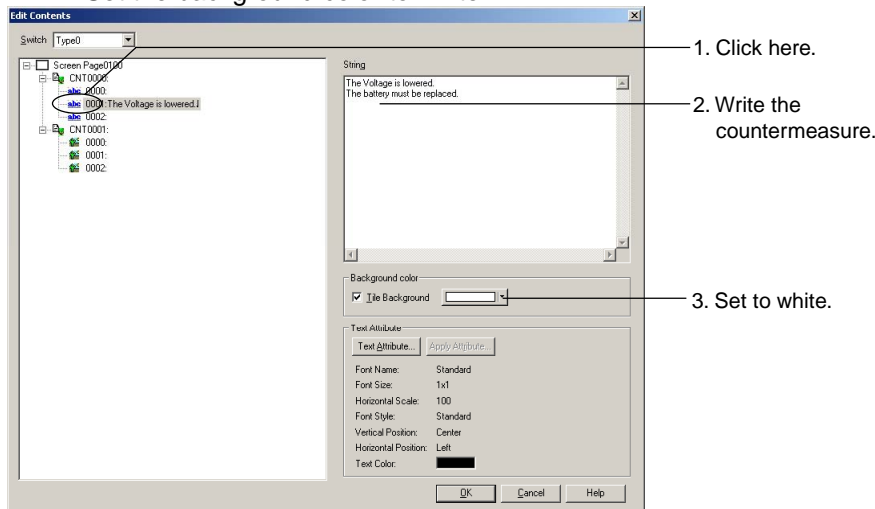 Edit Contents
Switch Type0
Screen Page0100
CNT0000:
abc 0000:
abc 0001:The Voltage is lowered.↓
abc 0002:
CNT0001:
0000:
0001:
0002:
String
The Voltage is lowered.
The battery must be replaced.
Background color
Tile Background
Text Attribute
Text Attribute... Apply Attribute...
Font Name: Standard
Font Size: 1x1
Horizontal Scale: 100
Font Style: Standard
Vertical Position: Center
Horizontal Position: Left
Text Color:
OK Cancel Help
1. Click here.
2. Write the
countermeasure.
3. Set to white.